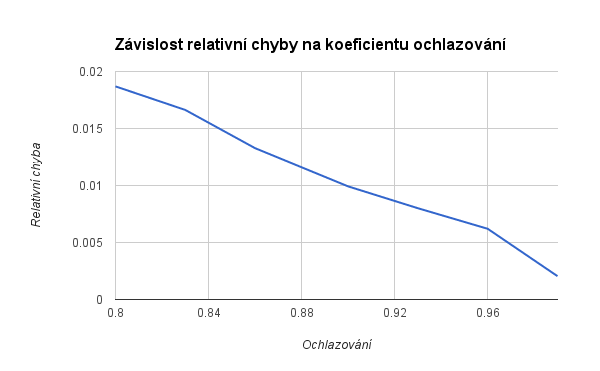 Závislost relativní chyby na koeficientu ochlazování
0.02
0.015
0.01
0.005
0
Relativní chyba
0.8 0.84 0.88 0.92 0.96
Ochlazování